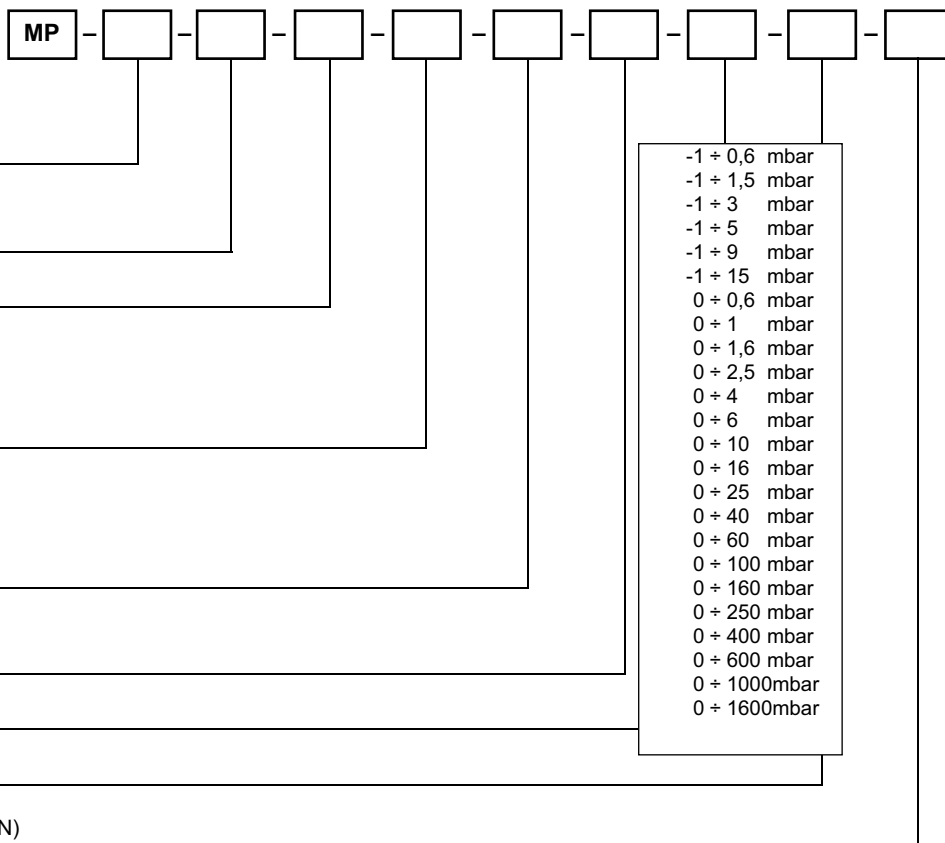 MP – – – – – – – – –
-1 ÷ 0,6 mbar
-1 ÷ 1,5 mbar
-1 ÷ 3 mbar
-1 ÷ 5 mbar
-1 ÷ 9 mbar
-1 ÷ 15 mbar
0 ÷ 0,6 mbar
0 ÷ 1 mbar
0 ÷ 1,6 mbar
0 ÷ 2,5 mbar
0 ÷ 4 mbar
0 ÷ 6 mbar
0 ÷ 10 mbar
0 ÷ 16 mbar
0 ÷ 25 mbar
0 ÷ 40 mbar
0 ÷ 60 mbar
0 ÷ 100 mbar
0 ÷ 160 mbar
0 ÷ 250 mbar
0 ÷ 400 mbar
0 ÷ 600 mbar
0 ÷ 1000mbar
0 ÷ 1600mbar
N)